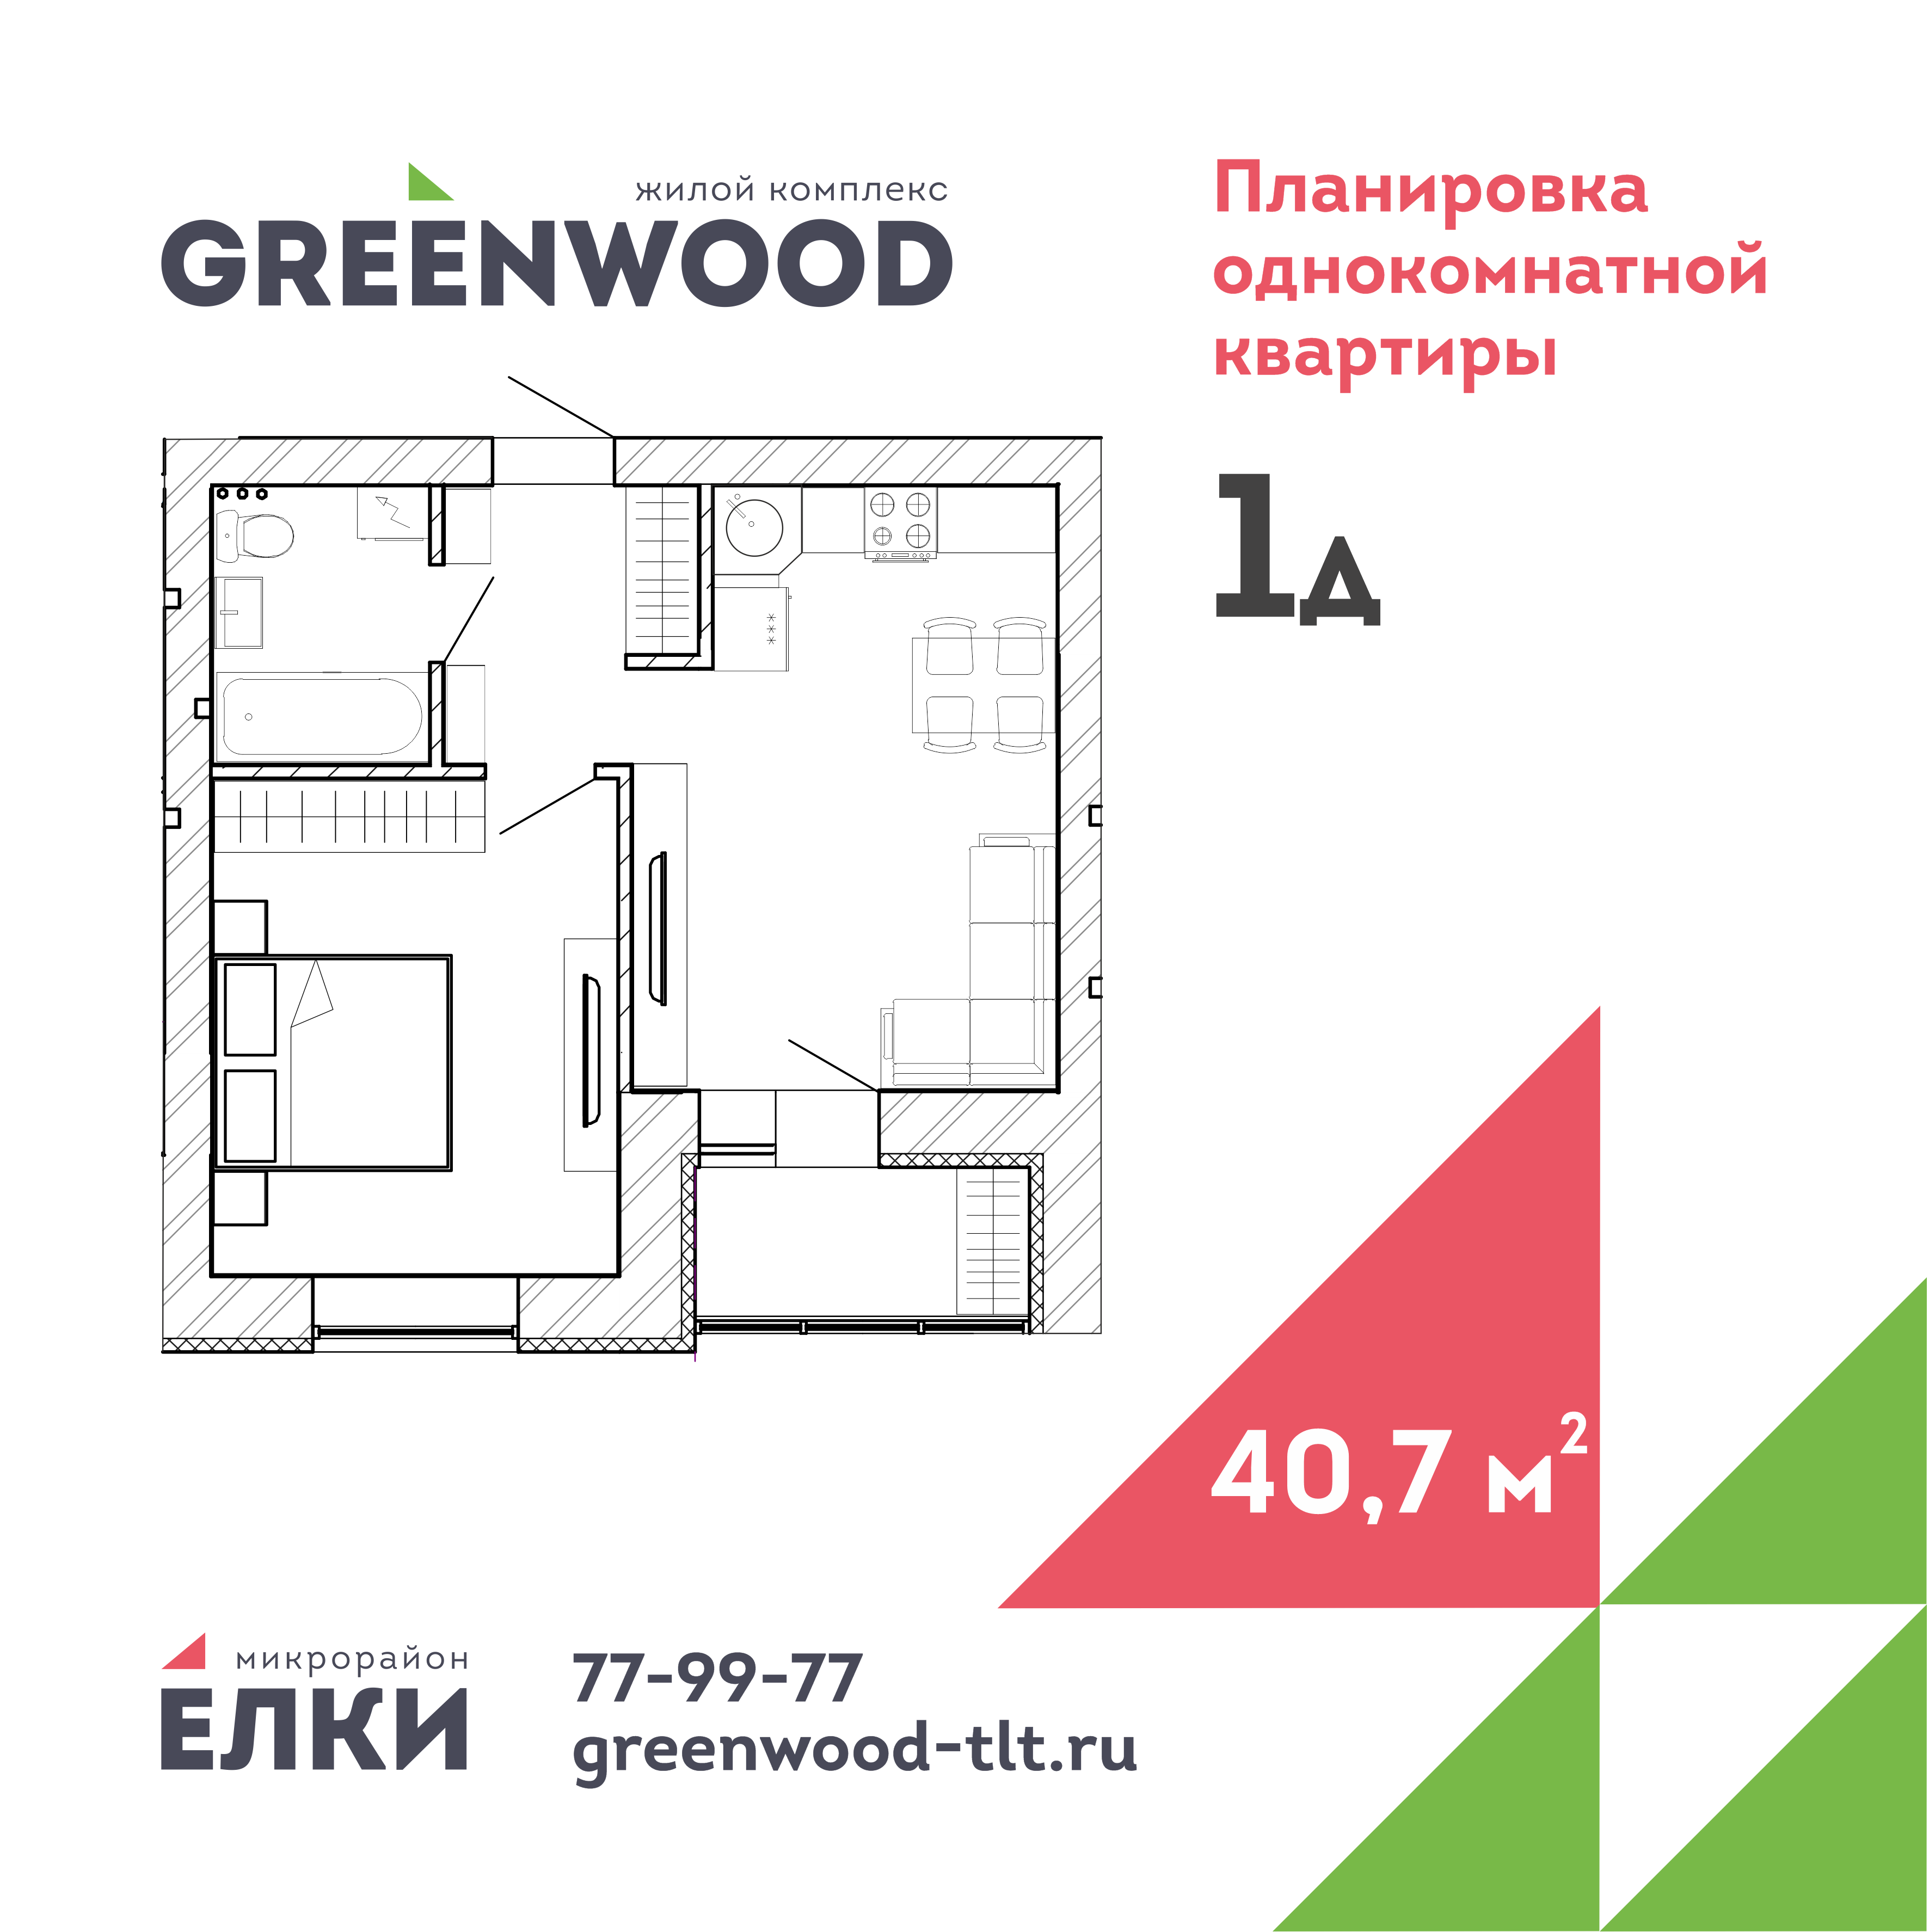 жилой комплекс
GREENWOOD
Планировка
однокомнатной
квартиры
1д
40,7 м²
микрорайон
ЕЛКИ
77-99-77
greenwood-tlt.ru